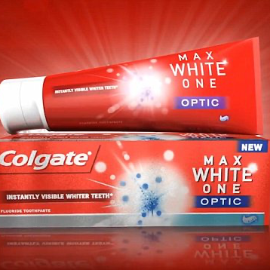 MAX
WHITE
ONE
OPTIC
INSTANTLY VISIBLE WHITER TEETH*
NEW
Colgate®
MAX
WHITE
ONE
OPTIC
INSTANTLY VISIBLE WHITER TEETH*
FLUORIDE TOOTHPASTE